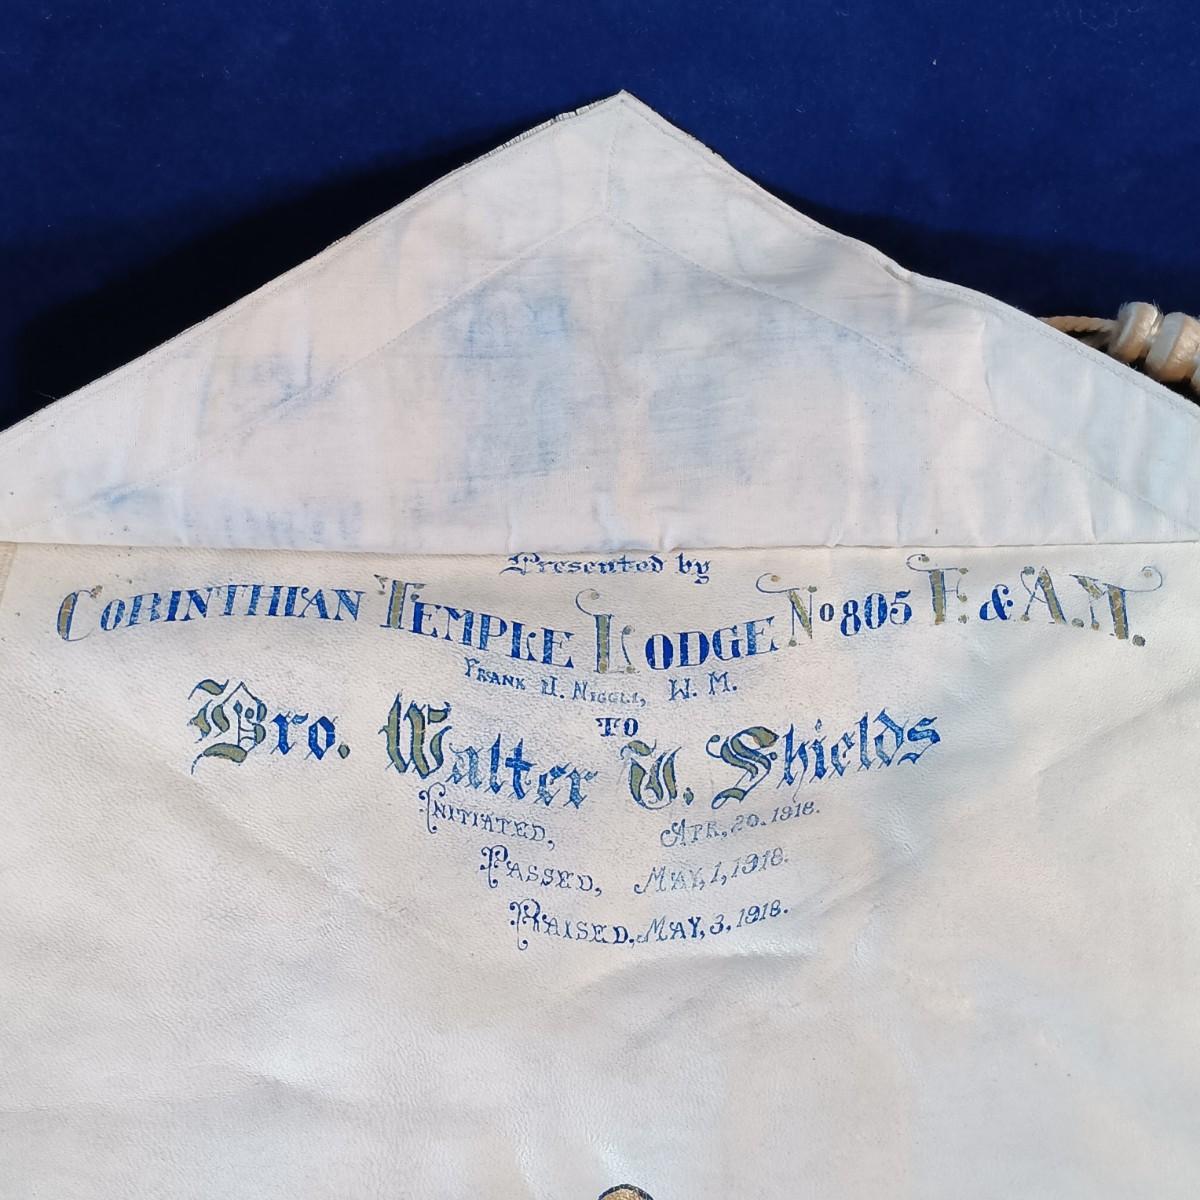 Presented by
CORINTHIAN TEMPLE LODGE No 805 F. & A.M.
FRANK J. NIGGLI, W. M.
TO
Bro. Walter J. Shields
INITIATED, APR, 20. 1918.
PASSED, MAY, 1, 1918.
RAISED, MAY, 3, 1918.